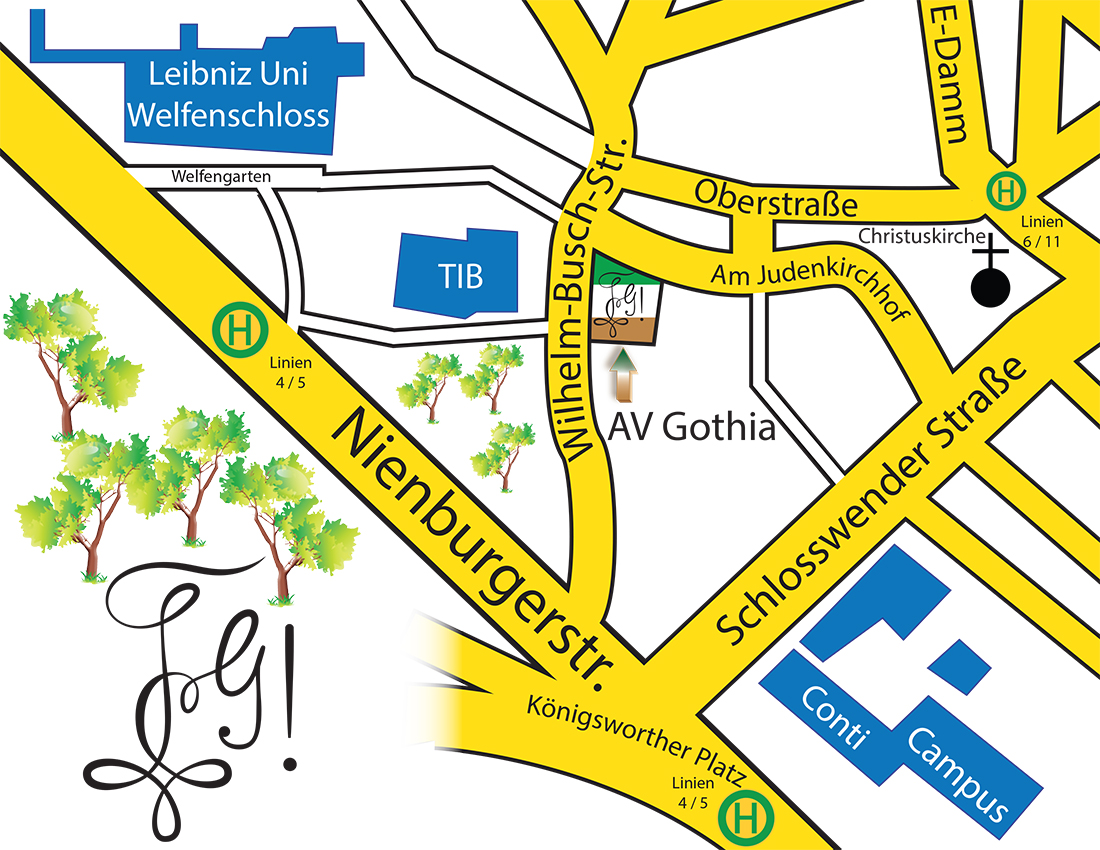 Leibniz Uni
Welfenschloss
E-Damm
Welfengarten
Wilhelm-Busch-Str.
Oberstraße
H
Linien
6 / 11
Christuskirche
TIB
Am Judenkirchhof
H
Linien
4 / 5
AV Gothia
Nienburgerstr.
Schlosswender Straße
Königsworther Platz
Linien
4 / 5
H
Conti
Campus